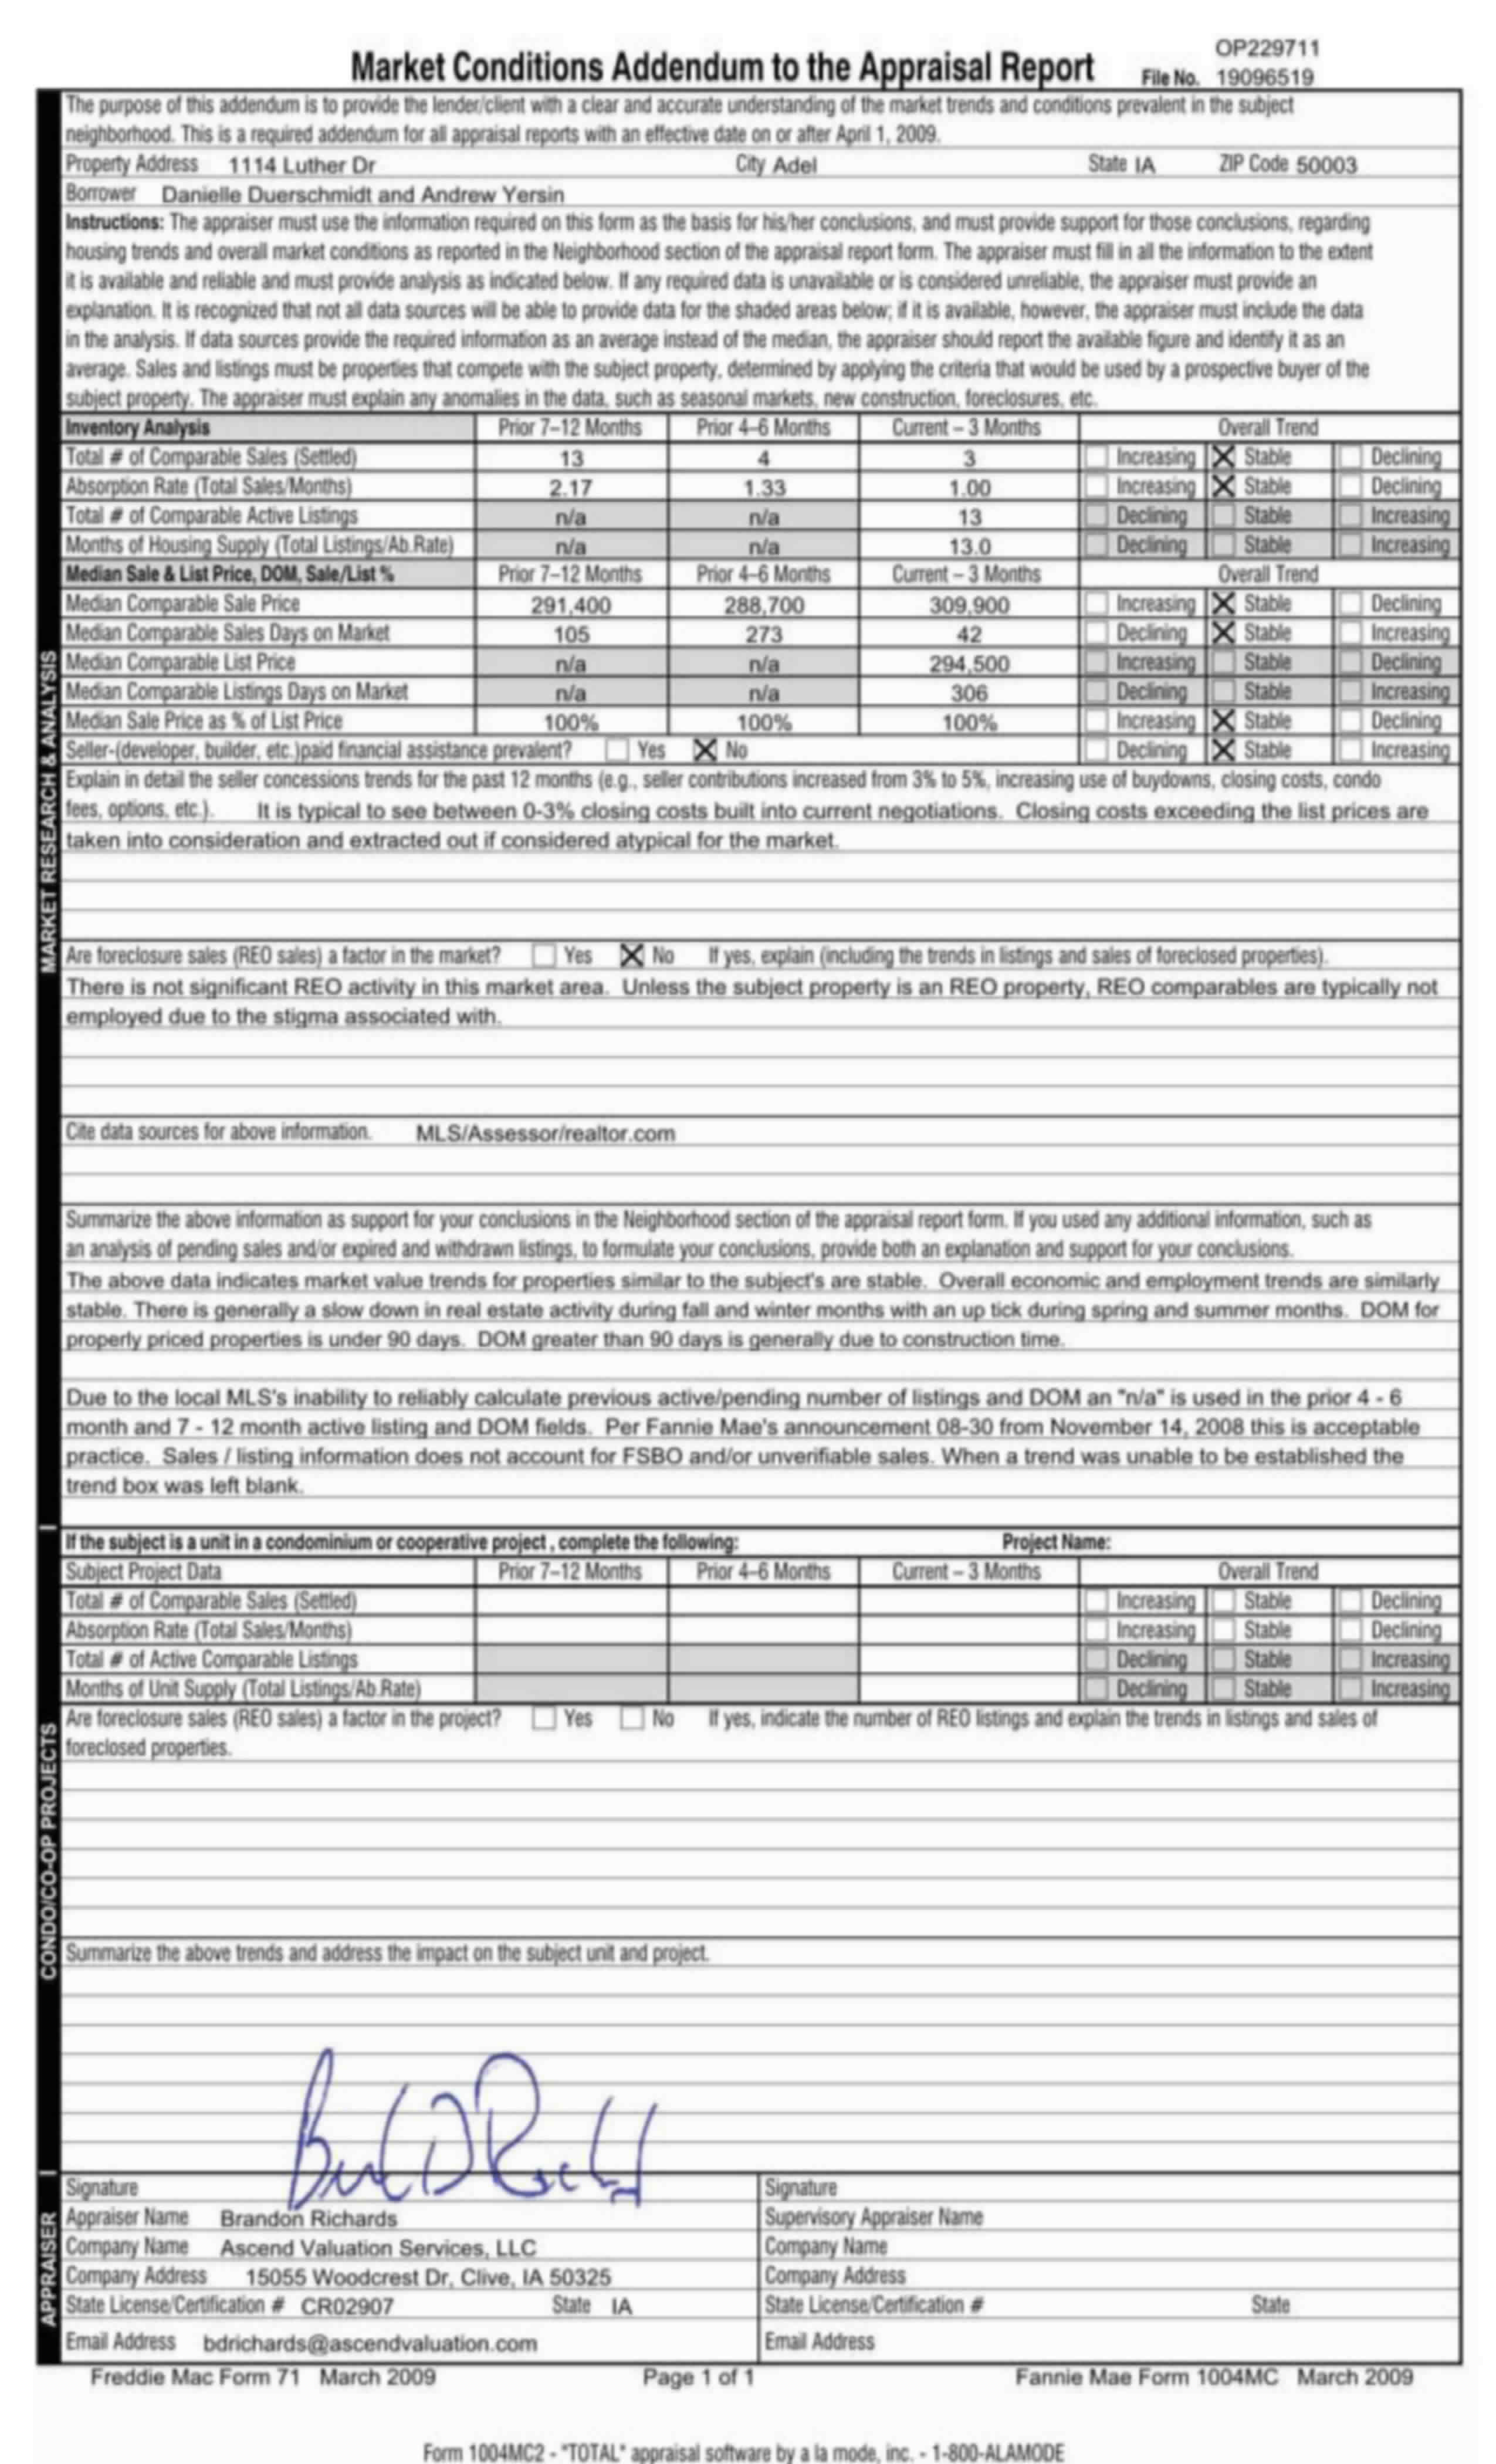 OP229711
Market Conditions Addendum to the Appraisal Report File No. 19096519
The purpose of this addendum is to provide the lender/client with a clear and accurate understanding of the market trends and conditions prevalent in the subject
neighborhood. This is a required addendum for all appraisal reports with an effective date on or after April 1, 2009.
Property Address 1114 Luther Dr City Adel State IA ZIP Code 50003
Borrower Danielle Duerschmidt and Andrew Yersin
Instructions: The appraiser must use the information required on this form as the basis for his/her conclusions, and must provide support for those conclusions, regarding
housing trends and overall market conditions as reported in the Neighborhood section of the appraisal report form. The appraiser must fill in all the information to the extent
it is available and reliable and must provide analysis as indicated below. If any required data is unavailable or is considered unreliable, the appraiser must provide an
explanation. It is recognized that not all data sources will be able to provide data for the shaded areas below; if it is available, however, the appraiser must include the data
in the analysis. If data sources provide the required information as an average instead of the median, the appraiser should report the available figure and identify it as an
average. Sales and listings must be properties that compete with the subject property, determined by applying the criteria that would be used by a prospective buyer of the
subject property. The appraiser must explain any anomalies in the data, such as seasonal markets, new construction, foreclosures, etc.
Inventory Analysis Prior 7–12 Months Prior 4–6 Months Current – 3 Months Overall Trend
Total # of Comparable Sales (Settled) 13 4 3 Increasing X Stable Declining
Absorption Rate (Total Sales/Months) 2.17 1.33 1.00 Increasing X Stable Declining
Total # of Comparable Active Listings n/a n/a 13 Declining Stable Increasing
Months of Housing Supply (Total Listings/Ab.Rate) n/a n/a 13.0 Declining Stable Increasing
Median Sale & List Price, DOM, Sale/List % Prior 7–12 Months Prior 4–6 Months Current – 3 Months Overall Trend
Median Comparable Sale Price 291,400 288,700 309,900 Increasing X Stable Declining
Median Comparable Sales Days on Market 105 273 42 Declining X Stable Increasing
Median Comparable List Price n/a n/a 294,500 Increasing Stable Declining
Median Comparable Listings Days on Market n/a n/a 306 Declining Stable Increasing
Median Sale Price as % of List Price 100% 100% 100% Increasing X Stable Declining
Seller-(developer, builder, etc.)paid financial assistance prevalent? Yes X No Declining X Stable Increasing
Explain in detail the seller concessions trends for the past 12 months (e.g., seller contributions increased from 3% to 5%, increasing use of buydowns, closing costs, condo
fees, options, etc.). It is typical to see between 0-3% closing costs built into current negotiations. Closing costs exceeding the list prices are
taken into consideration and extracted out if considered atypical for the market.
Are foreclosure sales (REO sales) a factor in the market? Yes X No If yes, explain (including the trends in listings and sales of foreclosed properties).
There is not significant REO activity in this market area. Unless the subject property is an REO property, REO comparables are typically not
employed due to the stigma associated with.
Cite data sources for above information. MLS/Assessor/realtor.com
Summarize the above information as support for your conclusions in the Neighborhood section of the appraisal report form. If you used any additional information, such as
an analysis of pending sales and/or expired and withdrawn listings, to formulate your conclusions, provide both an explanation and support for your conclusions.
The above data indicates market value trends for properties similar to the subject's are stable. Overall economic and employment trends are similarly
stable. There is generally a slow down in real estate activity during fall and winter months with an up tick during spring and summer months. DOM for
properly priced properties is under 90 days. DOM greater than 90 days is generally due to construction time.
Due to the local MLS's inability to reliably calculate previous active/pending number of listings and DOM an "n/a" is used in the prior 4 - 6
month and 7 - 12 month active listing and DOM fields. Per Fannie Mae's announcement 08-30 from November 14, 2008 this is acceptable
practice. Sales / listing information does not account for FSBO and/or unverifiable sales. When a trend was unable to be established the
trend box was left blank.
MARKET RESEARCH & ANALYSIS
If the subject is a unit in a condominium or cooperative project , complete the following: Project Name:
Subject Project Data Prior 7–12 Months Prior 4–6 Months Current – 3 Months Overall Trend
Total # of Comparable Sales (Settled) Increasing Stable Declining
Absorption Rate (Total Sales/Months) Increasing Stable Declining
Total # of Active Comparable Listings Declining Stable Increasing
Months of Unit Supply (Total Listings/Ab.Rate) Declining Stable Increasing
Are foreclosure sales (REO sales) a factor in the project? Yes No If yes, indicate the number of REO listings and explain the trends in listings and sales of
foreclosed properties.
CONDO/CO-OP PROJECTS
Summarize the above trends and address the impact on the subject unit and project.
APPRAISER
Signature Signature
Appraiser Name Brandon Richards Supervisory Appraiser Name
Company Name Ascend Valuation Services, LLC Company Name
Company Address 15055 Woodcrest Dr, Clive, IA 50325 Company Address
State License/Certification # CR02907 State IA State License/Certification # State
Email Address bdrichards@ascendvaluation.com Email Address
Freddie Mac Form 71 March 2009 Page 1 of 1 Fannie Mae Form 1004MC March 2009
Form 1004MC2 - "TOTAL" appraisal software by a la mode, inc. - 1-800-ALAMODE